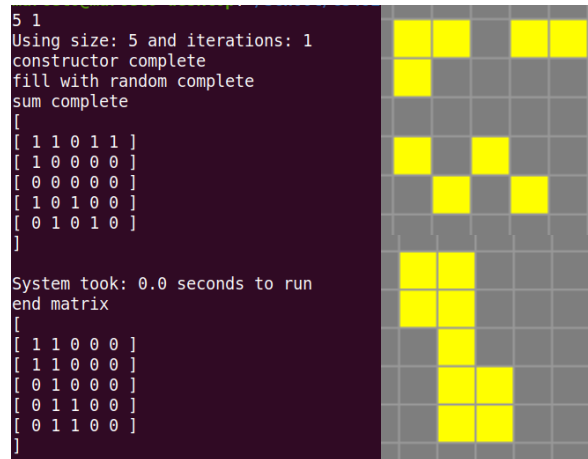 5 1
Using size: 5 and iterations: 1
constructor complete
fill with random complete
sum complete
[
[ 1 1 0 1 1 ]
[ 1 0 0 0 0 ]
[ 0 0 0 0 0 ]
[ 1 0 1 0 0 ]
[ 0 1 0 1 0 ]
]
System took: 0.0 seconds to run
end matrix
[
[ 1 1 0 0 0 ]
[ 1 1 0 0 0 ]
[ 0 1 0 0 0 ]
[ 0 1 1 0 0 ]
[ 0 1 1 0 0 ]
]